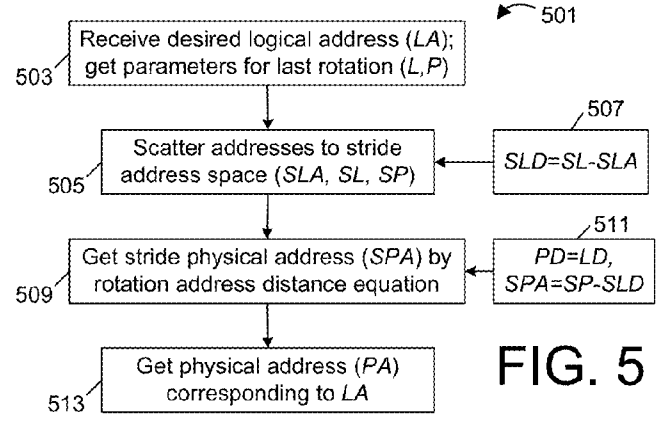 501
Receive desired logical address (LA);
get parameters for last rotation (L,P)
503
507
Scatter addresses to stride
address space (SLA, SL, SP)
SLD=SL-SLA
505
511
Get stride physical address (SPA) by
rotation address distance equation
PD=LD,
SPA=SP-SLD
509
Get physical address (PA)
corresponding to LA
513
FIG. 5